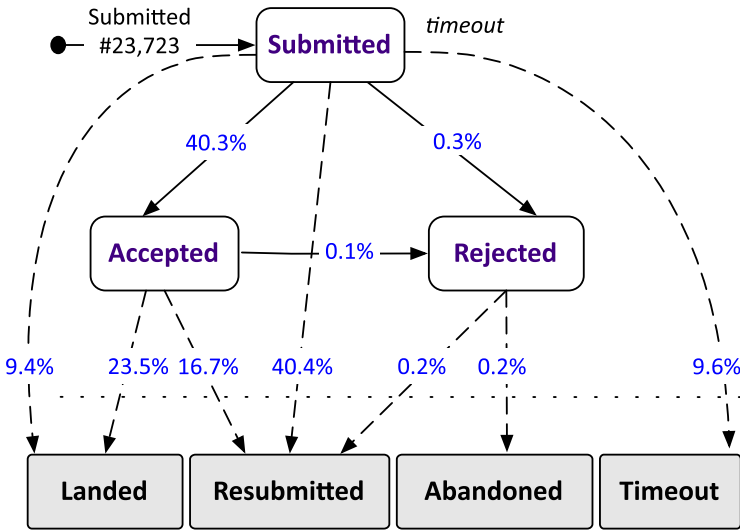 Submitted
#23,723
Submitted
timeout
40.3%
0.3%
Accepted
0.1%
Rejected
9.4%
23.5%
16.7%
40.4%
0.2%
0.2%
9.6%
Landed
Resubmitted
Abandoned
Timeout